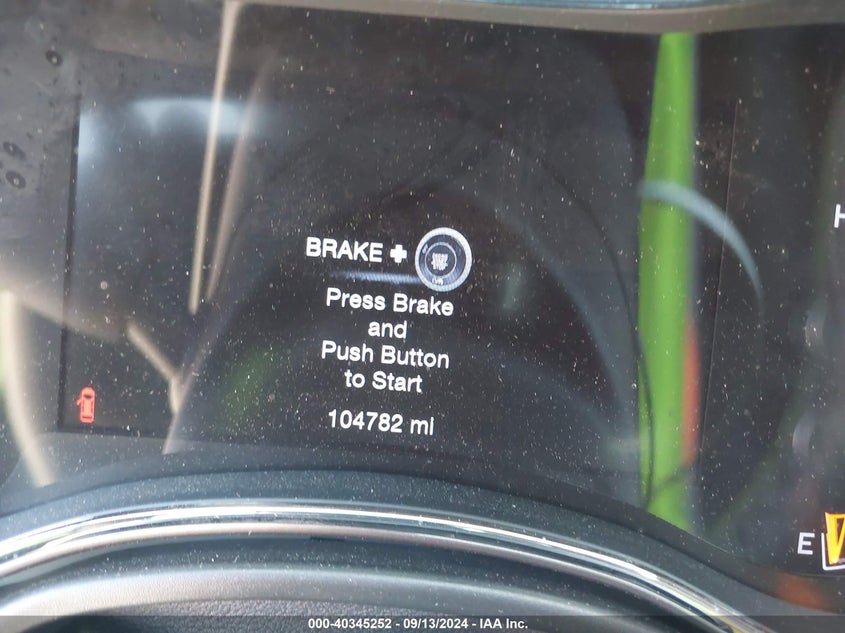 BRAKE +
Press Brake
and
Push Button
to Start
104782 mi
H
E
000-40345252 - 09/13/2024 - IAA Inc.